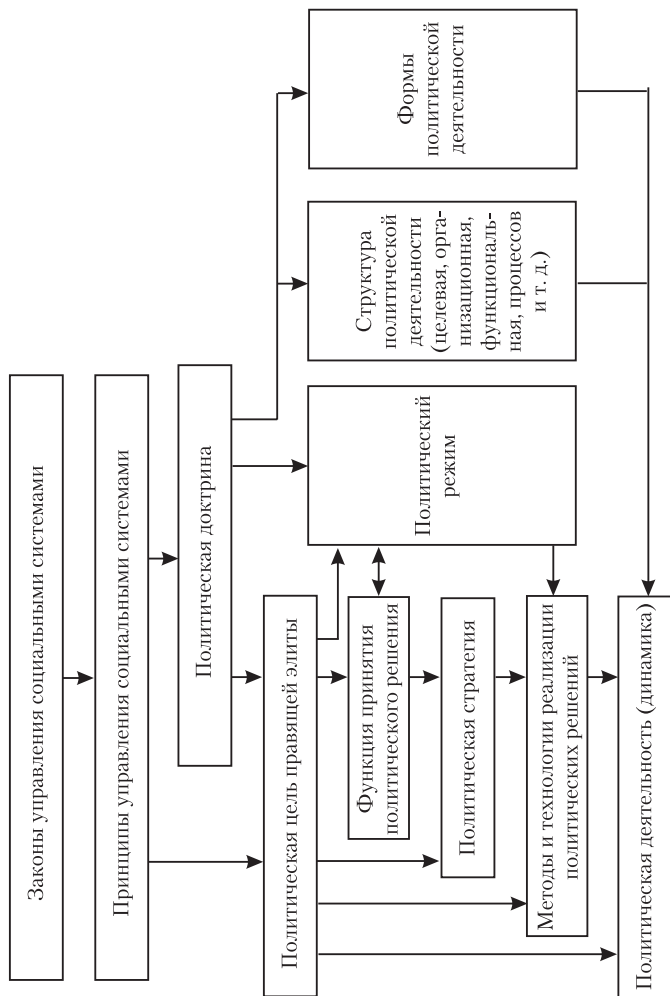 Законы управления социальными системами
Принципы управления социальными системами
Политическая доктрина
Политическая цель правящей элиты
Функция принятия
политического решения
Политическая стратегия
Методы и технологии реализации
политических решений
Политическая деятельность (динамика)
Политический
режим
Структура
политической
деятельности
(целевая, орга-
низационная,
функциональ-
ная, процессов
и т. д.)
Формы
политической
деятельности